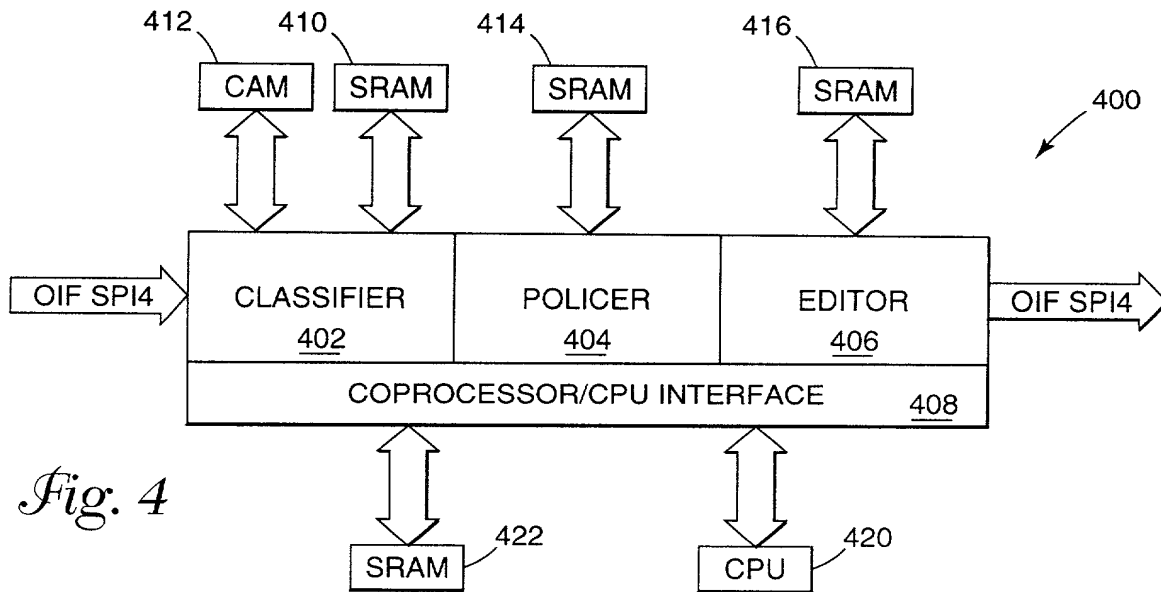 412 410 414 416
CAM SRAM SRAM SRAM
400
OIF SPI4 CLASSIFIER POLICER EDITOR OIF SPI4
402 404 406
COPROCESSOR/CPU INTERFACE 408
Fig. 4
SRAM 422 CPU 420